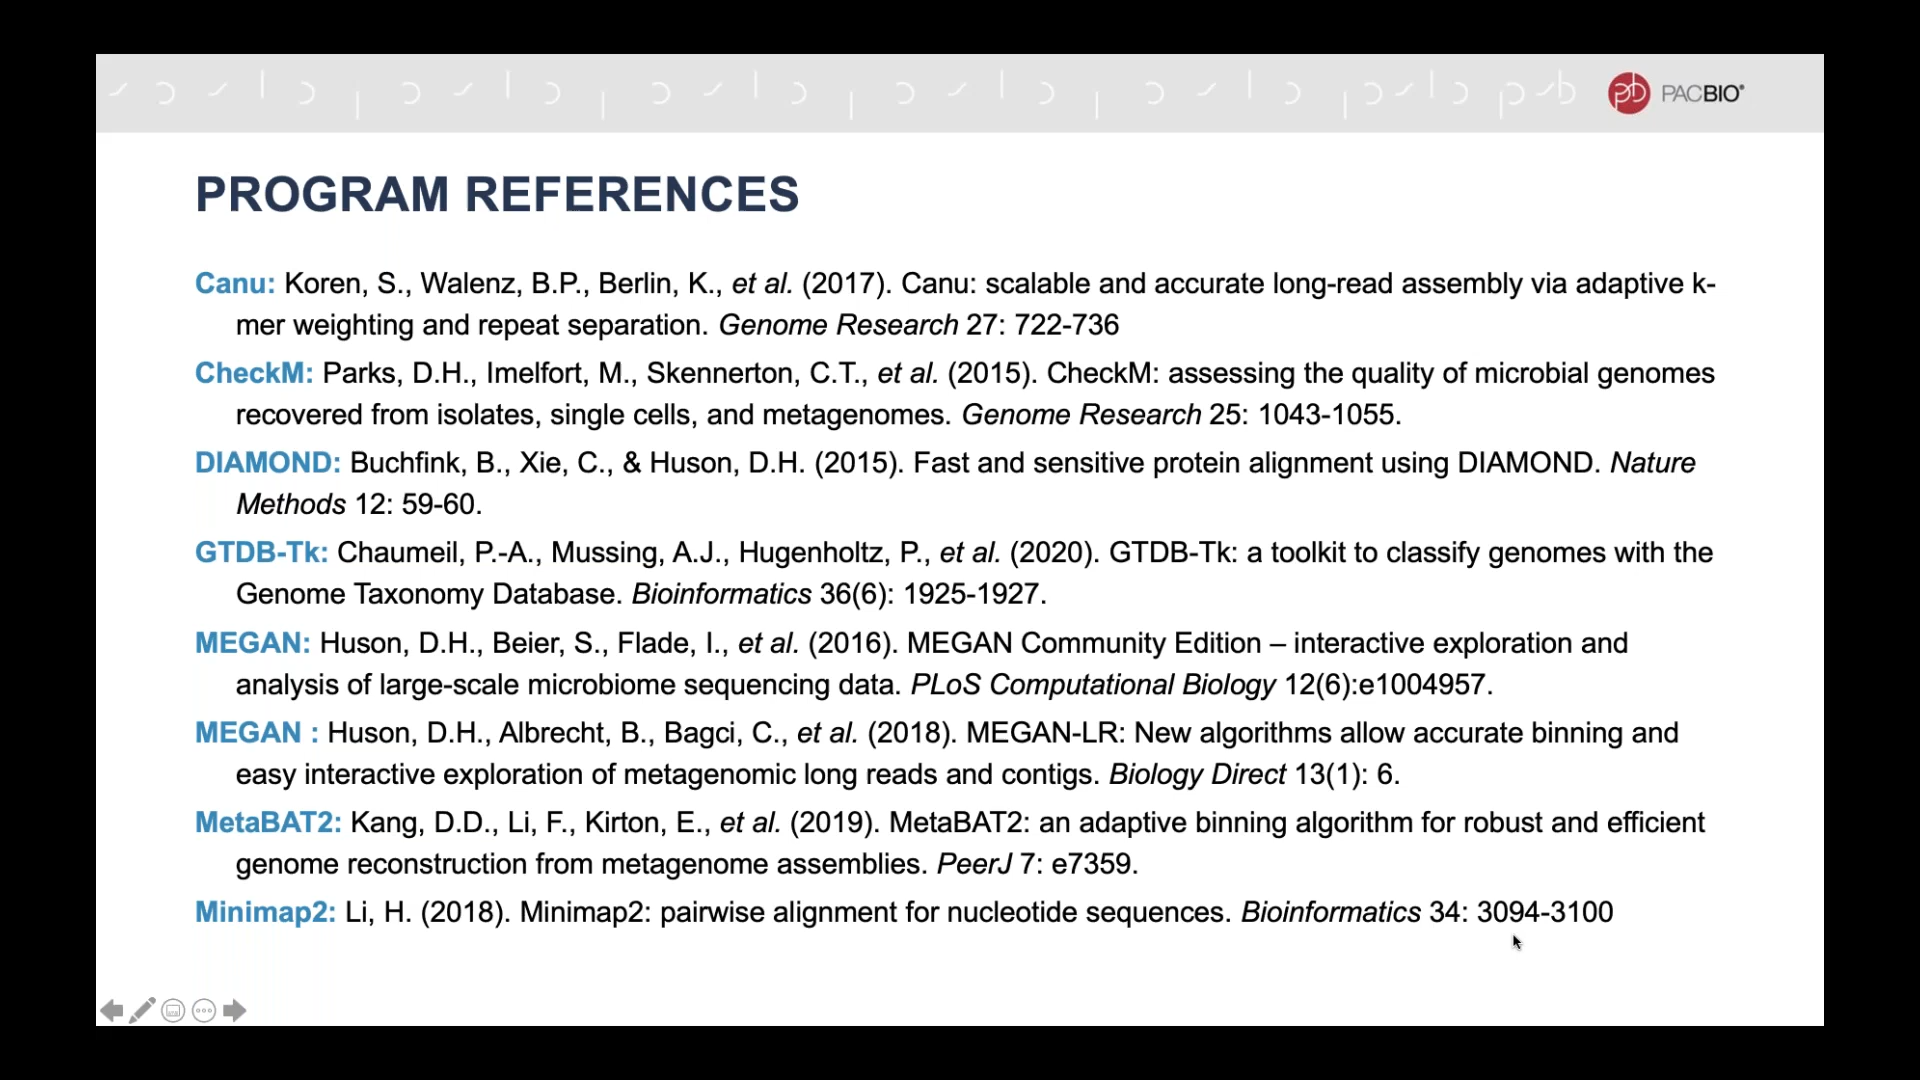 PACBIO®
PROGRAM REFERENCES
Canu: Koren, S., Walenz, B.P., Berlin, K., et al. (2017). Canu: scalable and accurate long-read assembly via adaptive k-
mer weighting and repeat separation. Genome Research 27: 722-736
CheckM: Parks, D.H., Imelfort, M., Skennerton, C.T., et al. (2015). CheckM: assessing the quality of microbial genomes
recovered from isolates, single cells, and metagenomes. Genome Research 25: 1043-1055.
DIAMOND: Buchfink, B., Xie, C., & Huson, D.H. (2015). Fast and sensitive protein alignment using DIAMOND. Nature
Methods 12: 59-60.
GTDB-Tk: Chaumeil, P.-A., Mussing, A.J., Hugenholtz, P., et al. (2020). GTDB-Tk: a toolkit to classify genomes with the
Genome Taxonomy Database. Bioinformatics 36(6): 1925-1927.
MEGAN: Huson, D.H., Beier, S., Flade, I., et al. (2016). MEGAN Community Edition – interactive exploration and
analysis of large-scale microbiome sequencing data. PLoS Computational Biology 12(6):e1004957.
MEGAN : Huson, D.H., Albrecht, B., Bagci, C., et al. (2018). MEGAN-LR: New algorithms allow accurate binning and
easy interactive exploration of metagenomic long reads and contigs. Biology Direct 13(1): 6.
MetaBAT2: Kang, D.D., Li, F., Kirton, E., et al. (2019). MetaBAT2: an adaptive binning algorithm for robust and efficient
genome reconstruction from metagenome assemblies. PeerJ 7: e7359.
Minimap2: Li, H. (2018). Minimap2: pairwise alignment for nucleotide sequences. Bioinformatics 34: 3094-3100